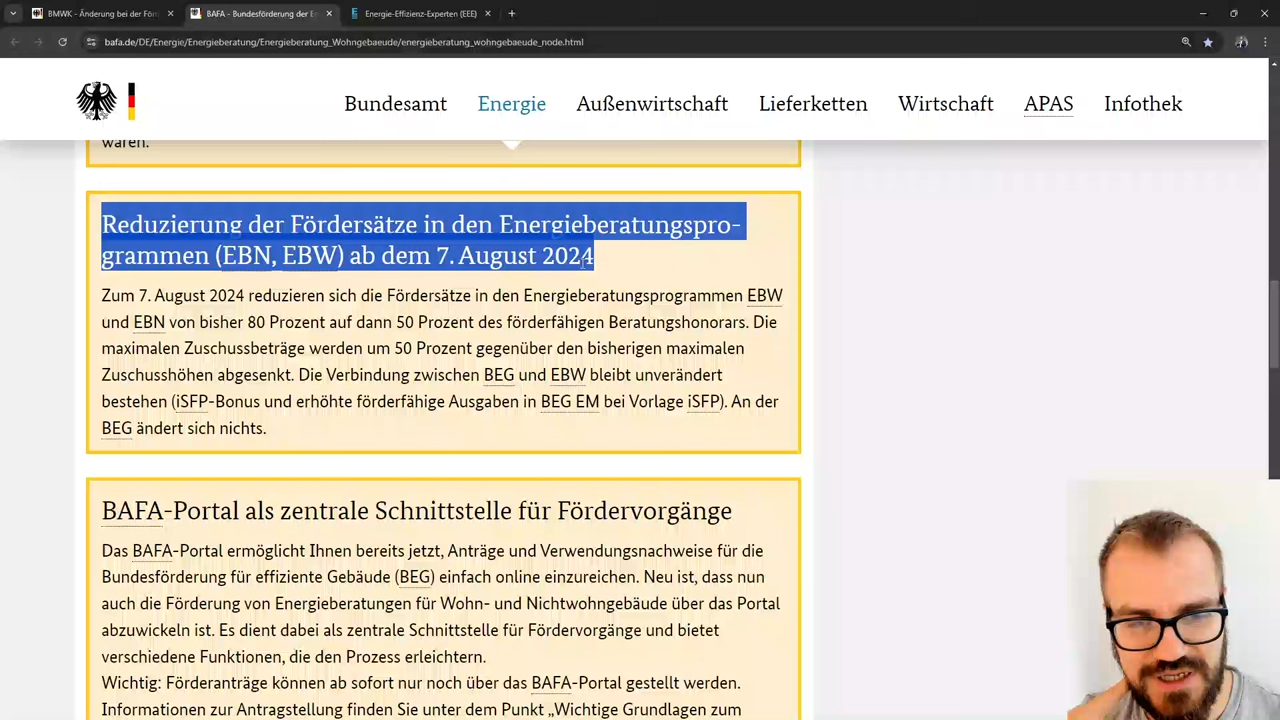 BMWK - Änderung bei der För
BAFA - Bundesförderung der E
Energie-Effizienz-Experten (EEE)
bafa.de/DE/Energie/Energieberatung/Energieberatung_Wohngebaeude/energieberatung_wohngebaeude_node.html
Bundesamt Energie Außenwirtschaft Lieferketten Wirtschaft APAS Infothek
waren.
Reduzierung der Fördersätze in den Energieberatungspro-
grammen (EBN, EBW) ab dem 7. August 2024
Zum 7. August 2024 reduzieren sich die Fördersätze in den Energieberatungsprogrammen EBW
und EBN von bisher 80 Prozent auf dann 50 Prozent des förderfähigen Beratungshonorars. Die
maximalen Zuschussbeträge werden um 50 Prozent gegenüber den bisherigen maximalen
Zuschusshöhen abgesenkt. Die Verbindung zwischen BEG und EBW bleibt unverändert
bestehen (iSFP-Bonus und erhöhte förderfähige Ausgaben in BEG EM bei Vorlage iSFP). An der
BEG ändert sich nichts.
BAFA-Portal als zentrale Schnittstelle für Fördervorgänge
Das BAFA-Portal ermöglicht Ihnen bereits jetzt, Anträge und Verwendungsnachweise für die
Bundesförderung für effiziente Gebäude (BEG) einfach online einzureichen. Neu ist, dass nun
auch die Förderung von Energieberatungen für Wohn- und Nichtwohngebäude über das Portal
abzuwickeln ist. Es dient dabei als zentrale Schnittstelle für Fördervorgänge und bietet
verschiedene Funktionen, die den Prozess erleichtern.
Wichtig: Förderanträge können ab sofort nur noch über das BAFA-Portal gestellt werden.
Informationen zur Antragstellung finden Sie unter dem Punkt „Wichtige Grundlagen zum